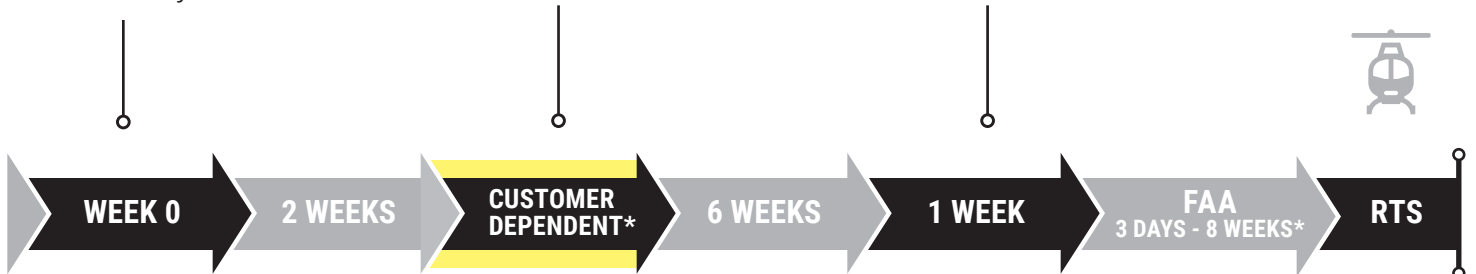 WEEK 0
2 WEEKS
CUSTOMER
DEPENDENT*
6 WEEKS
1 WEEK
FAA
3 DAYS - 8 WEEKS*
RTS